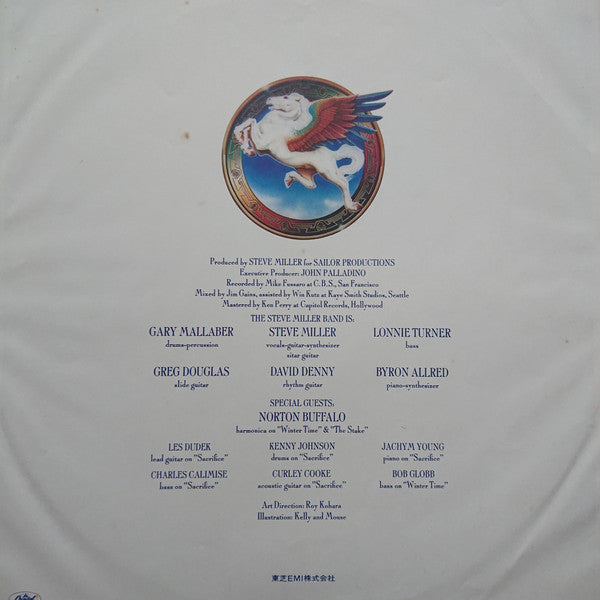 Produced by STEVE MILLER for SAILOR PRODUCTIONS
Executive Producer: JOHN PALLADINO
Recorded by Mike Fussaro at C.B.S., San Francisco
Mixed by Jim Gains, assisted by Win Kutz at Kaye Smith Studios, Seattle
Mastered by Ken Perry at Capitol Records, Hollywood
THE STEVE MILLER BAND IS:
GARY MALLABER STEVE MILLER LONNIE TURNER
drums-percussion vocals-guitar-synthesizer bass
sitar guitar
GREG DOUGLAS DAVID DENNY BYRON ALLRED
slide guitar rhythm guitar piano-synthesizer
SPECIAL GUESTS:
NORTON BUFFALO
harmonica on "Winter Time" & "The Stake"
LES DUDEK KENNY JOHNSON JACHYM YOUNG
lead guitar on "Sacrifice" drums on "Sacrifice" piano on "Sacrifice"
CHARLES CALIMISE CURLEY COOKE BOB GLOBB
bass on "Sacrifice" acoustic guitar on "Sacrifice" bass on "Winter Time"
Art Direction: Roy Kohara
Illustration: Kelly and Mouse
東芝EMI株式会社
Capitol